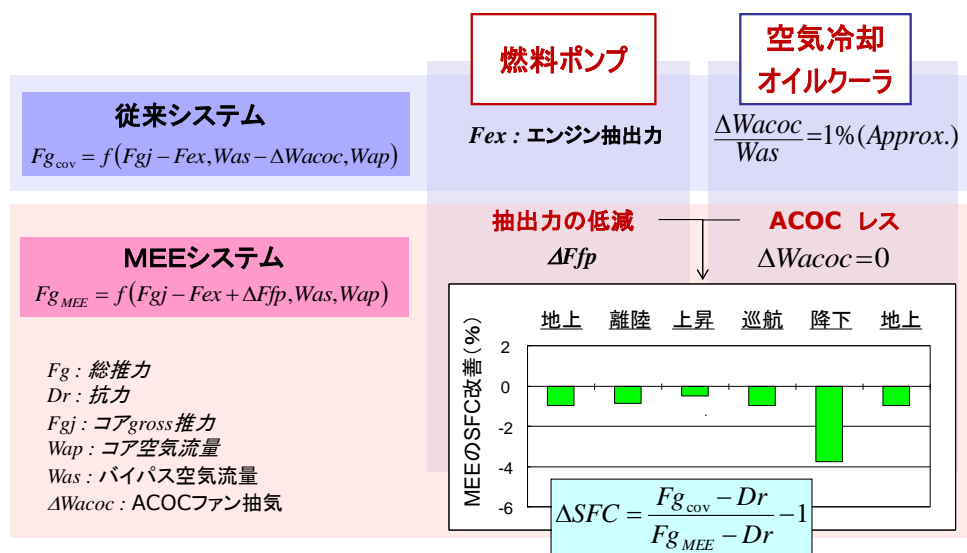 燃料ポンプ
空気冷却
オイルクーラ
従来システム
Fg_cov = f(Fgj − Fex, Was − ΔWacoc, Wap)
Fex : エンジン抽出力
ΔWacoc/Was = 1% (Approx.)
抽出力の低減
ΔFfp
ACOC レス
ΔWacoc = 0
MEEシステム
Fg_MEE = f(Fgj − Fex + ΔFfp, Was, Wap)
Fg : 総推力
Dr : 抗力
Fgj : コアgross推力
Wap : コア空気流量
Was : バイパス空気流量
ΔWacoc : ACOCファン抽気
地上 離陸 上昇 巡航 降下 地上
MEEのSFC改善(%)
2
0
-2
-4
-6
ΔSFC = (Fg_cov − Dr)/(Fg_MEE − Dr) − 1